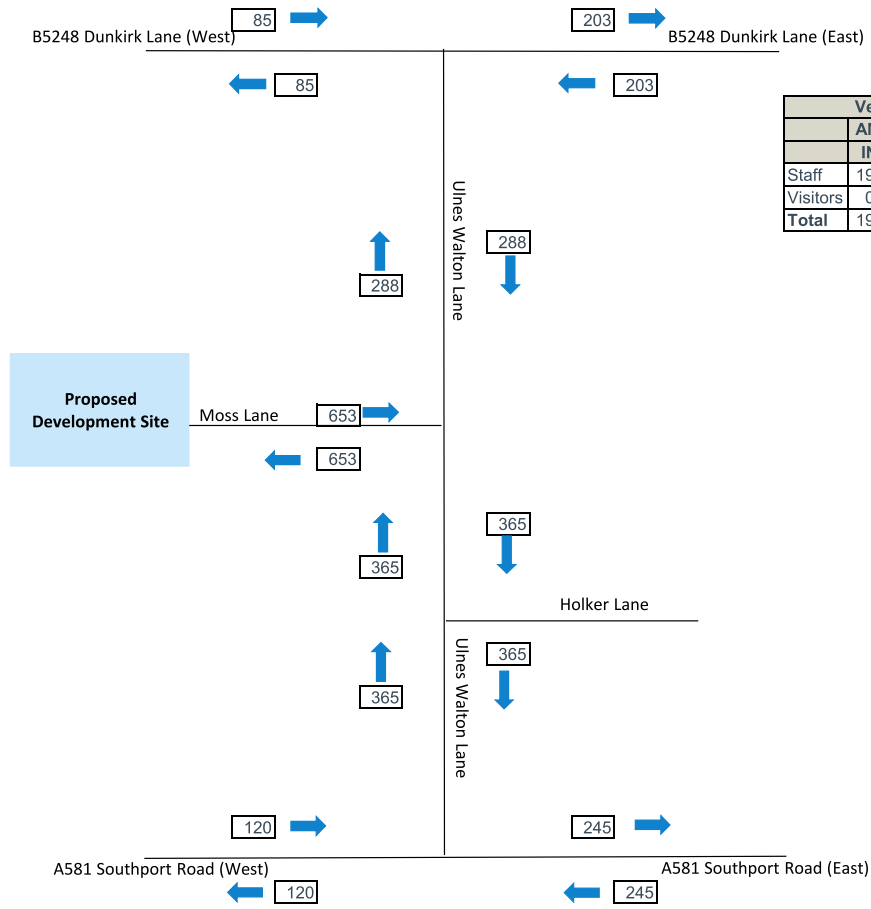 85
203
B5248 Dunkirk Lane (West)
B5248 Dunkirk Lane (East)
85
203
IN
Staff
Visitors
Total
Ulnes Walton Lane
288
288
Proposed
Development Site
Moss Lane
653
653
365
365
Holker Lane
Ulnes Walton Lane
365
365
120
245
A581 Southport Road (West)
A581 Southport Road (East)
120
245